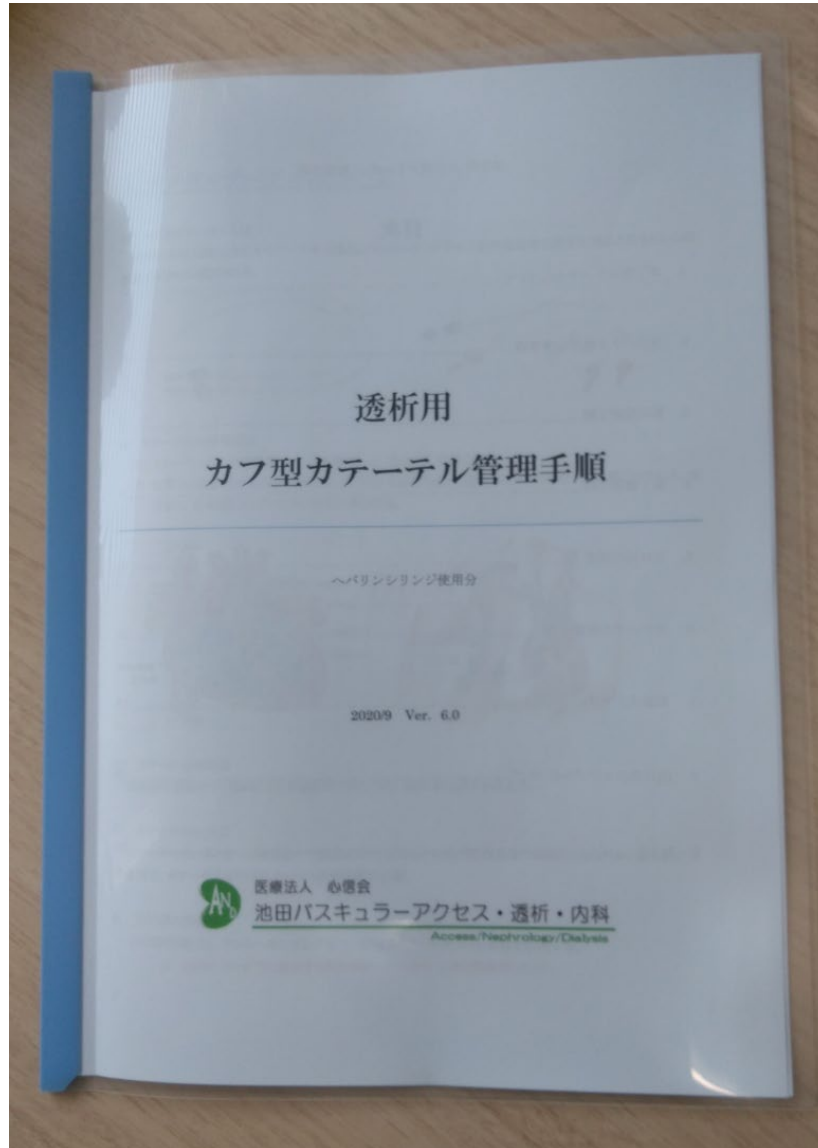 透析用
カフ型カテーテル管理手順
ヘパリンシリンジ使用分
2020/9 Ver. 6.0
AND
医療法人 心信会
池田バスキュラーアクセス・透析・内科
Access/Nephrology/Dialysis